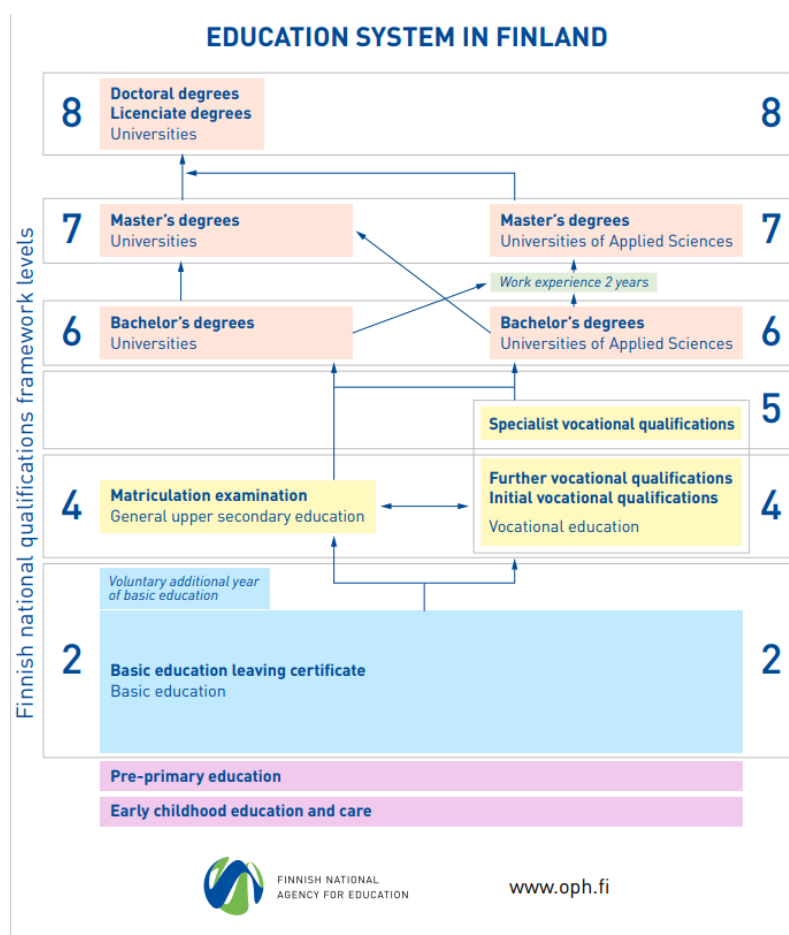 EDUCATION SYSTEM IN FINLAND
Finnish national qualifications framework levels
8
Doctoral degrees
Licenciate degrees
Universities
8
7
Master's degrees
Universities
Master's degrees
Universities of Applied Sciences
7
Work experience 2 years
6
Bachelor's degrees
Universities
Bachelor's degrees
Universities of Applied Sciences
6
5
Specialist vocational qualifications
4
Matriculation examination
General upper secondary education
Further vocational qualifications
Initial vocational qualifications
Vocational education
4
Voluntary additional year
of basic education
2
Basic education leaving certificate
Basic education
2
Pre-primary education
Early childhood education and care
FINNISH NATIONAL
AGENCY FOR EDUCATION
www.oph.fi